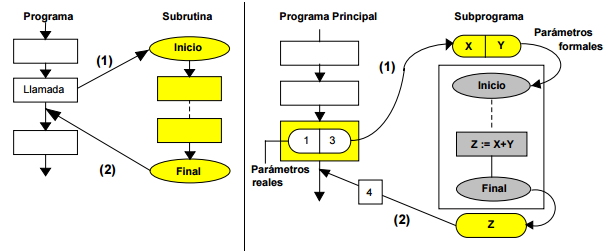 Programa
Subrutina
Inicio
(1)
Llamada
(2)
Final
Programa Principal
Subprograma
Parámetros
formales
X Y
(1)
Inicio
1 3
Z := X+Y
Parámetros
reales
4
Final
(2)
Z